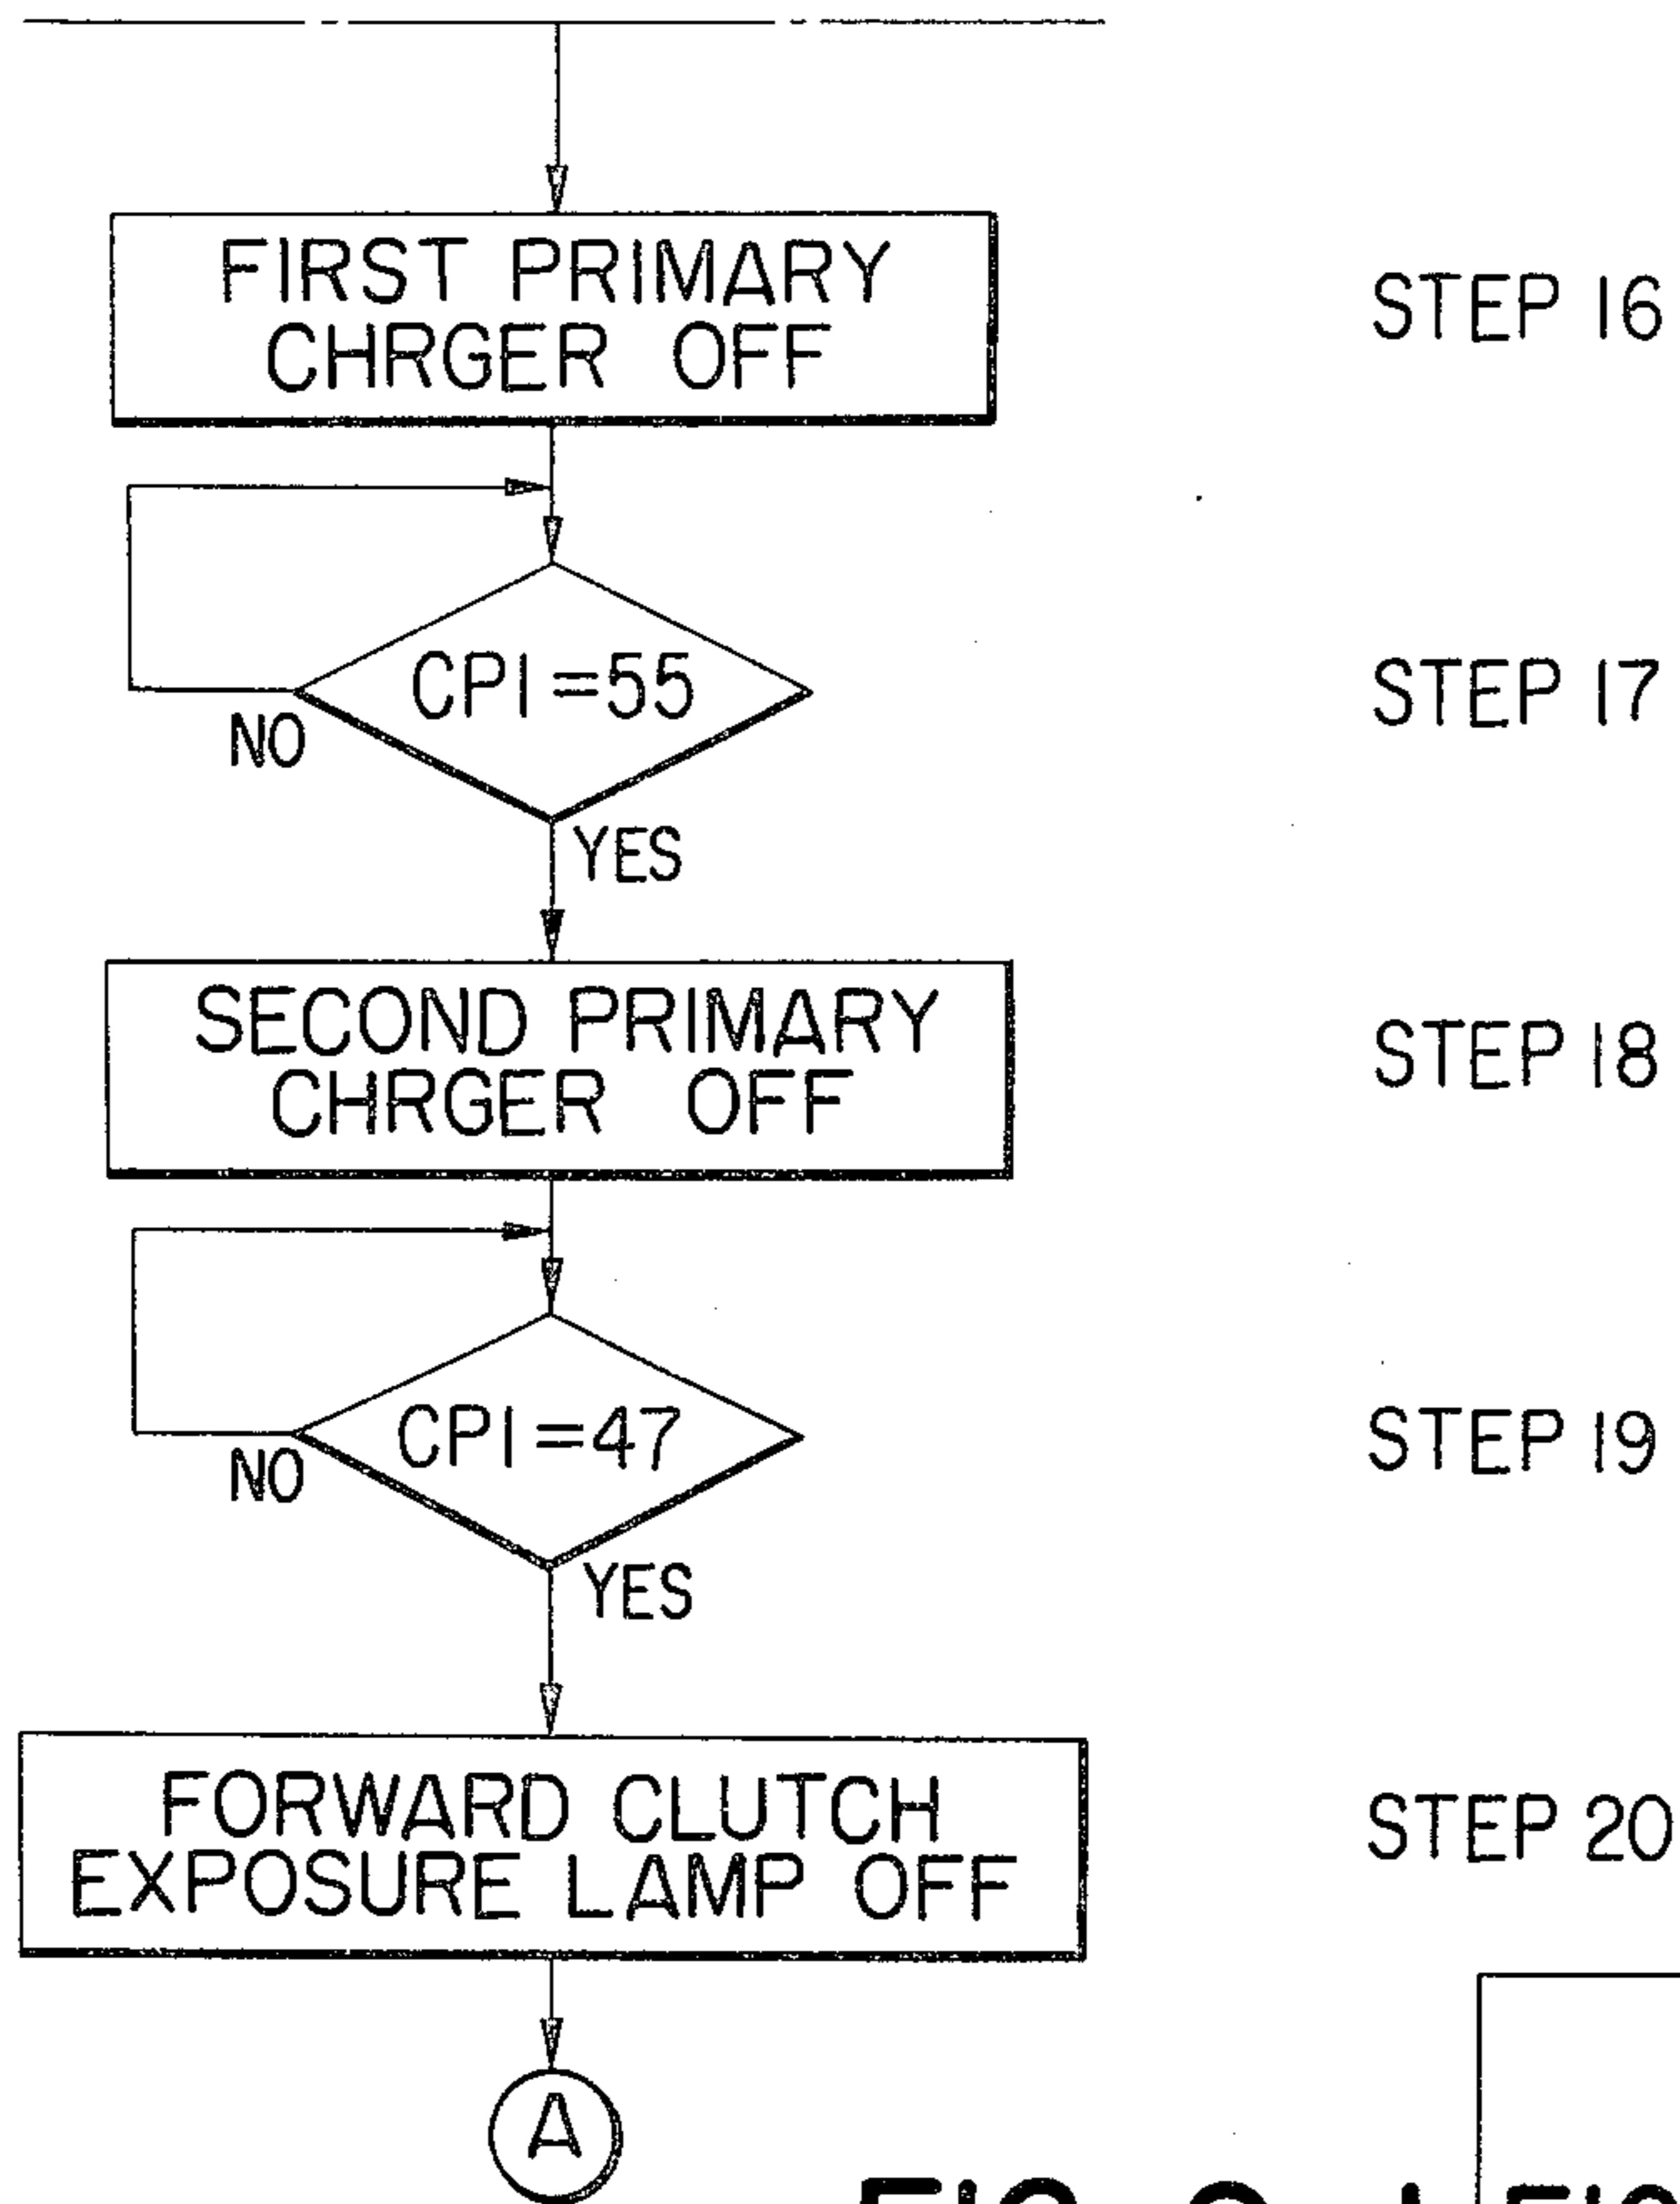 FIRST PRIMARY
CHRGER OFF
STEP 16
CPI=55
STEP 17
NO
YES
SECOND PRIMARY
CHRGER OFF
STEP 18
CPI=47
STEP 19
NO
YES
FORWARD CLUTCH
EXPOSURE LAMP OFF
STEP 20
A